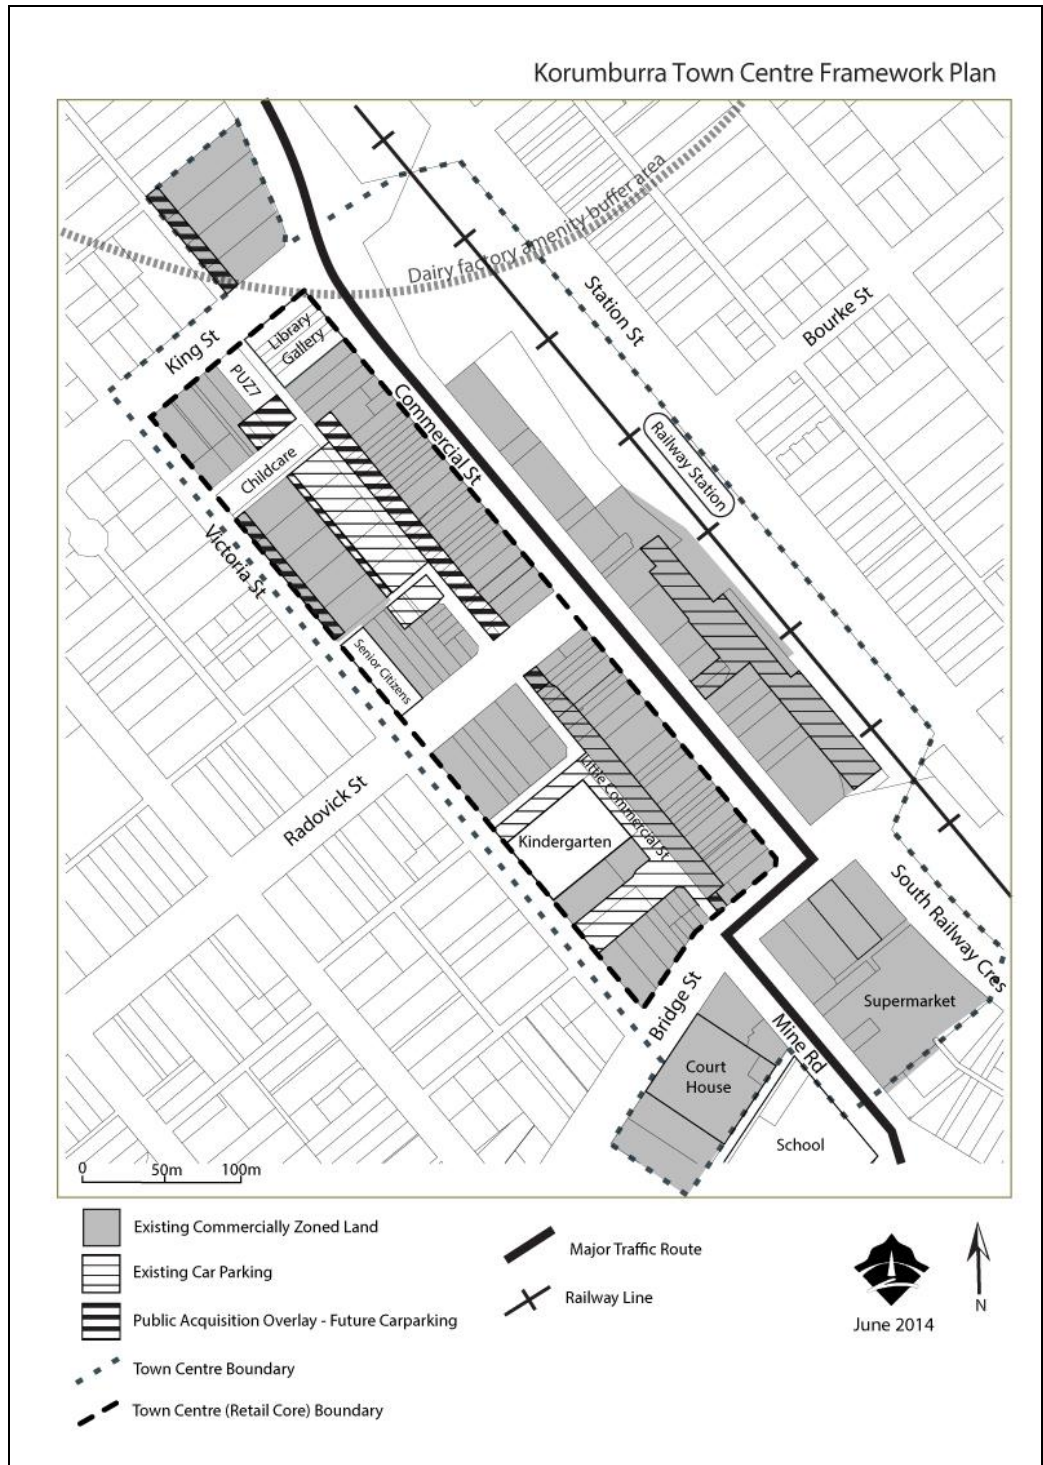 Korumburra Town Centre Framework Plan
Dairy factory amenity buffer area
Station St
Bourke St
King St
Library
Gallery
PUZ7
Commercial St
Childcare
Railway Station
Victoria St
Senior Citizens
Little Commercial St
Radovick St
Kindergarten
South Railway Cres
Supermarket
Bridge St
Mine Rd
Court
House
School
0 50m 100m
Existing Commercially Zoned Land
Existing Car Parking
Public Acquisition Overlay - Future Carparking
Town Centre Boundary
Town Centre (Retail Core) Boundary
Major Traffic Route
Railway Line
June 2014
N